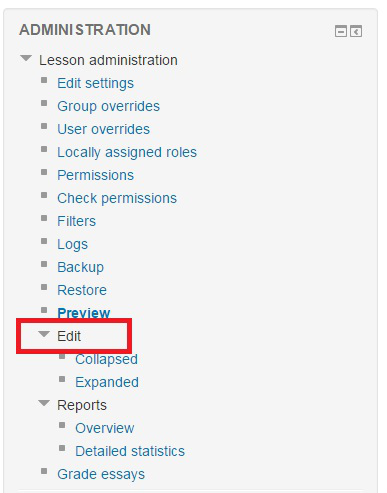 ADMINISTRATION
Lesson administration
Edit settings
Group overrides
User overrides
Locally assigned roles
Permissions
Check permissions
Filters
Logs
Backup
Restore
Preview
Edit
Collapsed
Expanded
Reports
Overview
Detailed statistics
Grade essays